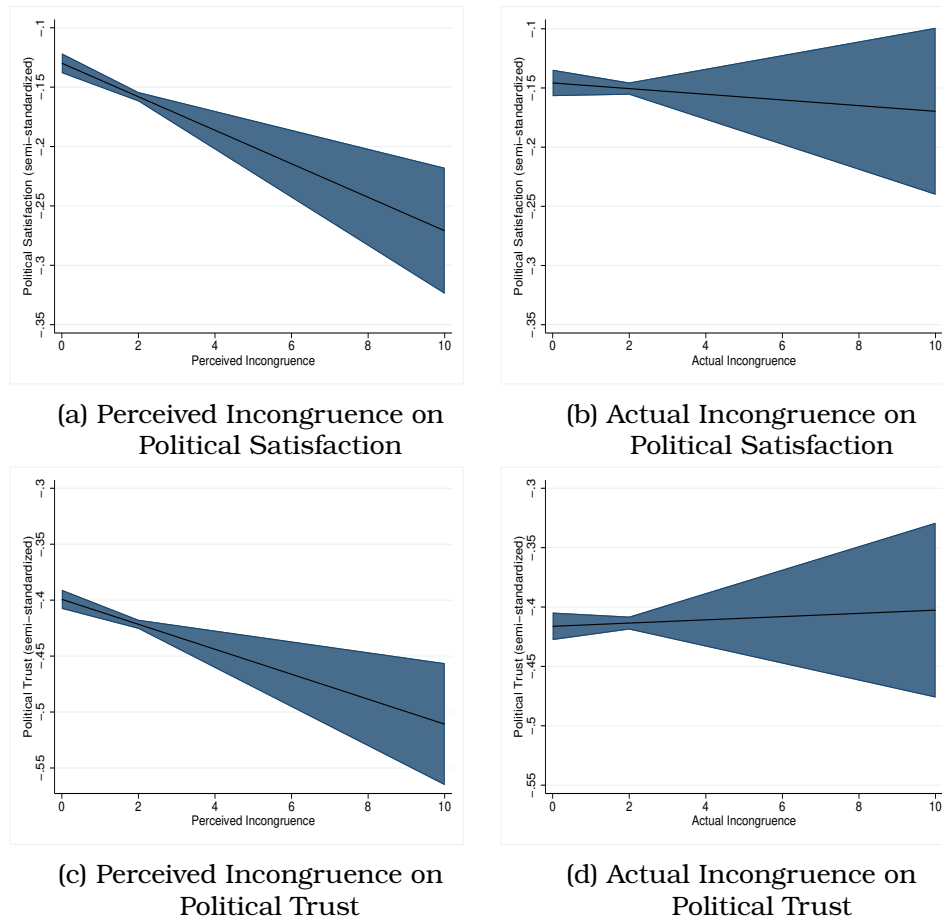 Political Satisfaction (semi−standardized)
−.1
−.15
−.2
−.25
−.3
−.35
0 2 4 6 8 10
Perceived Incongruence
(a) Perceived Incongruence on
Political Satisfaction
Political Satisfaction (semi−standardized)
−.1
−.15
−.2
−.25
−.3
−.35
0 2 4 6 8 10
Actual Incongruence
(b) Actual Incongruence on
Political Satisfaction
Political Trust (semi−standardized)
−.3
−.35
−.4
−.45
−.5
−.55
0 2 4 6 8 10
Perceived Incongruence
(c) Perceived Incongruence on
Political Trust
Political Trust (semi−standardized)
−.3
−.35
−.4
−.45
−.5
−.55
0 2 4 6 8 10
Actual Incongruence
(d) Actual Incongruence on
Political Trust